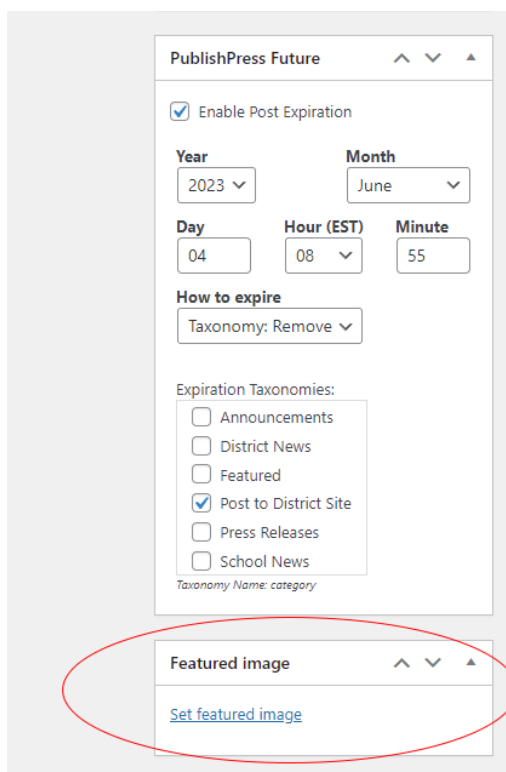 PublishPress Future
Enable Post Expiration
Year Month
2023 June
Day Hour (EST) Minute
04 08 55
How to expire
Taxonomy: Remove
Expiration Taxonomies:
Announcements
District News
Featured
Post to District Site
Press Releases
School News
Taxonomy Name: category
Featured image
Set featured image